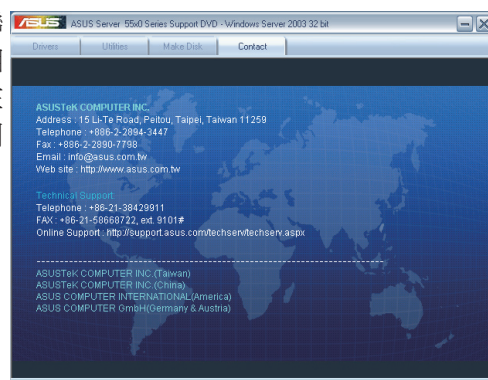 ASUS Server 55x0 Series Support DVD - Windows Server 2003 32 bit
Drivers Utilities Make Disk Contact
ASUSTeK COMPUTER INC.
Address : 15 Li-Te Road, Peitou, Taipei, Taiwan 11259
Telephone : +886-2-2894-3447
Fax : +886-2-2890-7798
Email : info@asus.com.tw
Web site : http://www.asus.com.tw
Technical Support
Telephone : +86-21-38429911
FAX : +86-21-58668722, ext. 9101#
Online Support : http://support.asus.com/techserv/techserv.aspx
ASUSTeK COMPUTER INC.(Taiwan)
ASUSTeK COMPUTER INC.(China)
ASUS COMPUTER INTERNATIONAL(America)
ASUS COMPUTER GmbH(Germany & Austria)